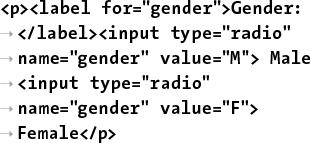 <p><label for="gender">Gender:
→ </label><input type="radio"
→ name="gender" value="M"> Male
→ <input type="radio"
→ name="gender" value="F">
→ Female</p>